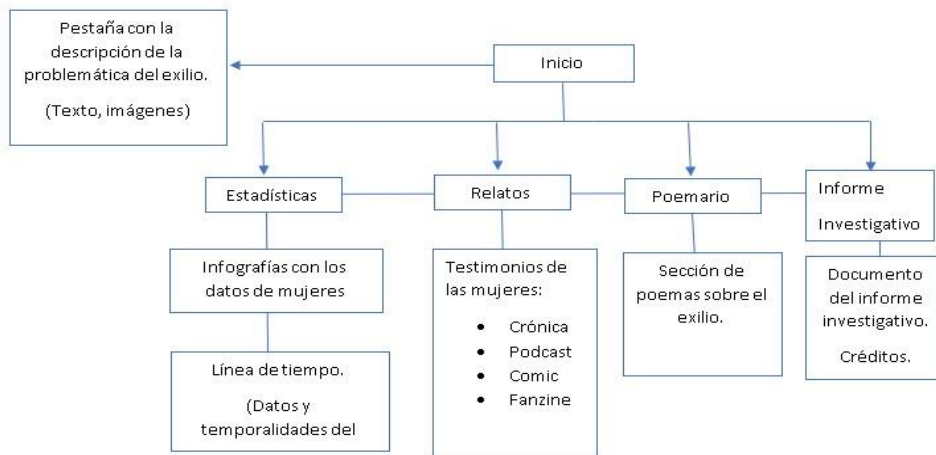 Pestaña con la
descripción de la
problemática del exilio.
(Texto, imágenes)
Inicio
Estadísticas
Relatos
Poemario
Informe
Investigativo
Infografías con los
datos de mujeres
Testimonios de
las mujeres:
• Crónica
• Podcast
• Comic
• Fanzine
Sección de
poemas sobre el
exilio.
Documento
del informe
investigativo.
Créditos.
Línea de tiempo.
(Datos y
temporalidades del